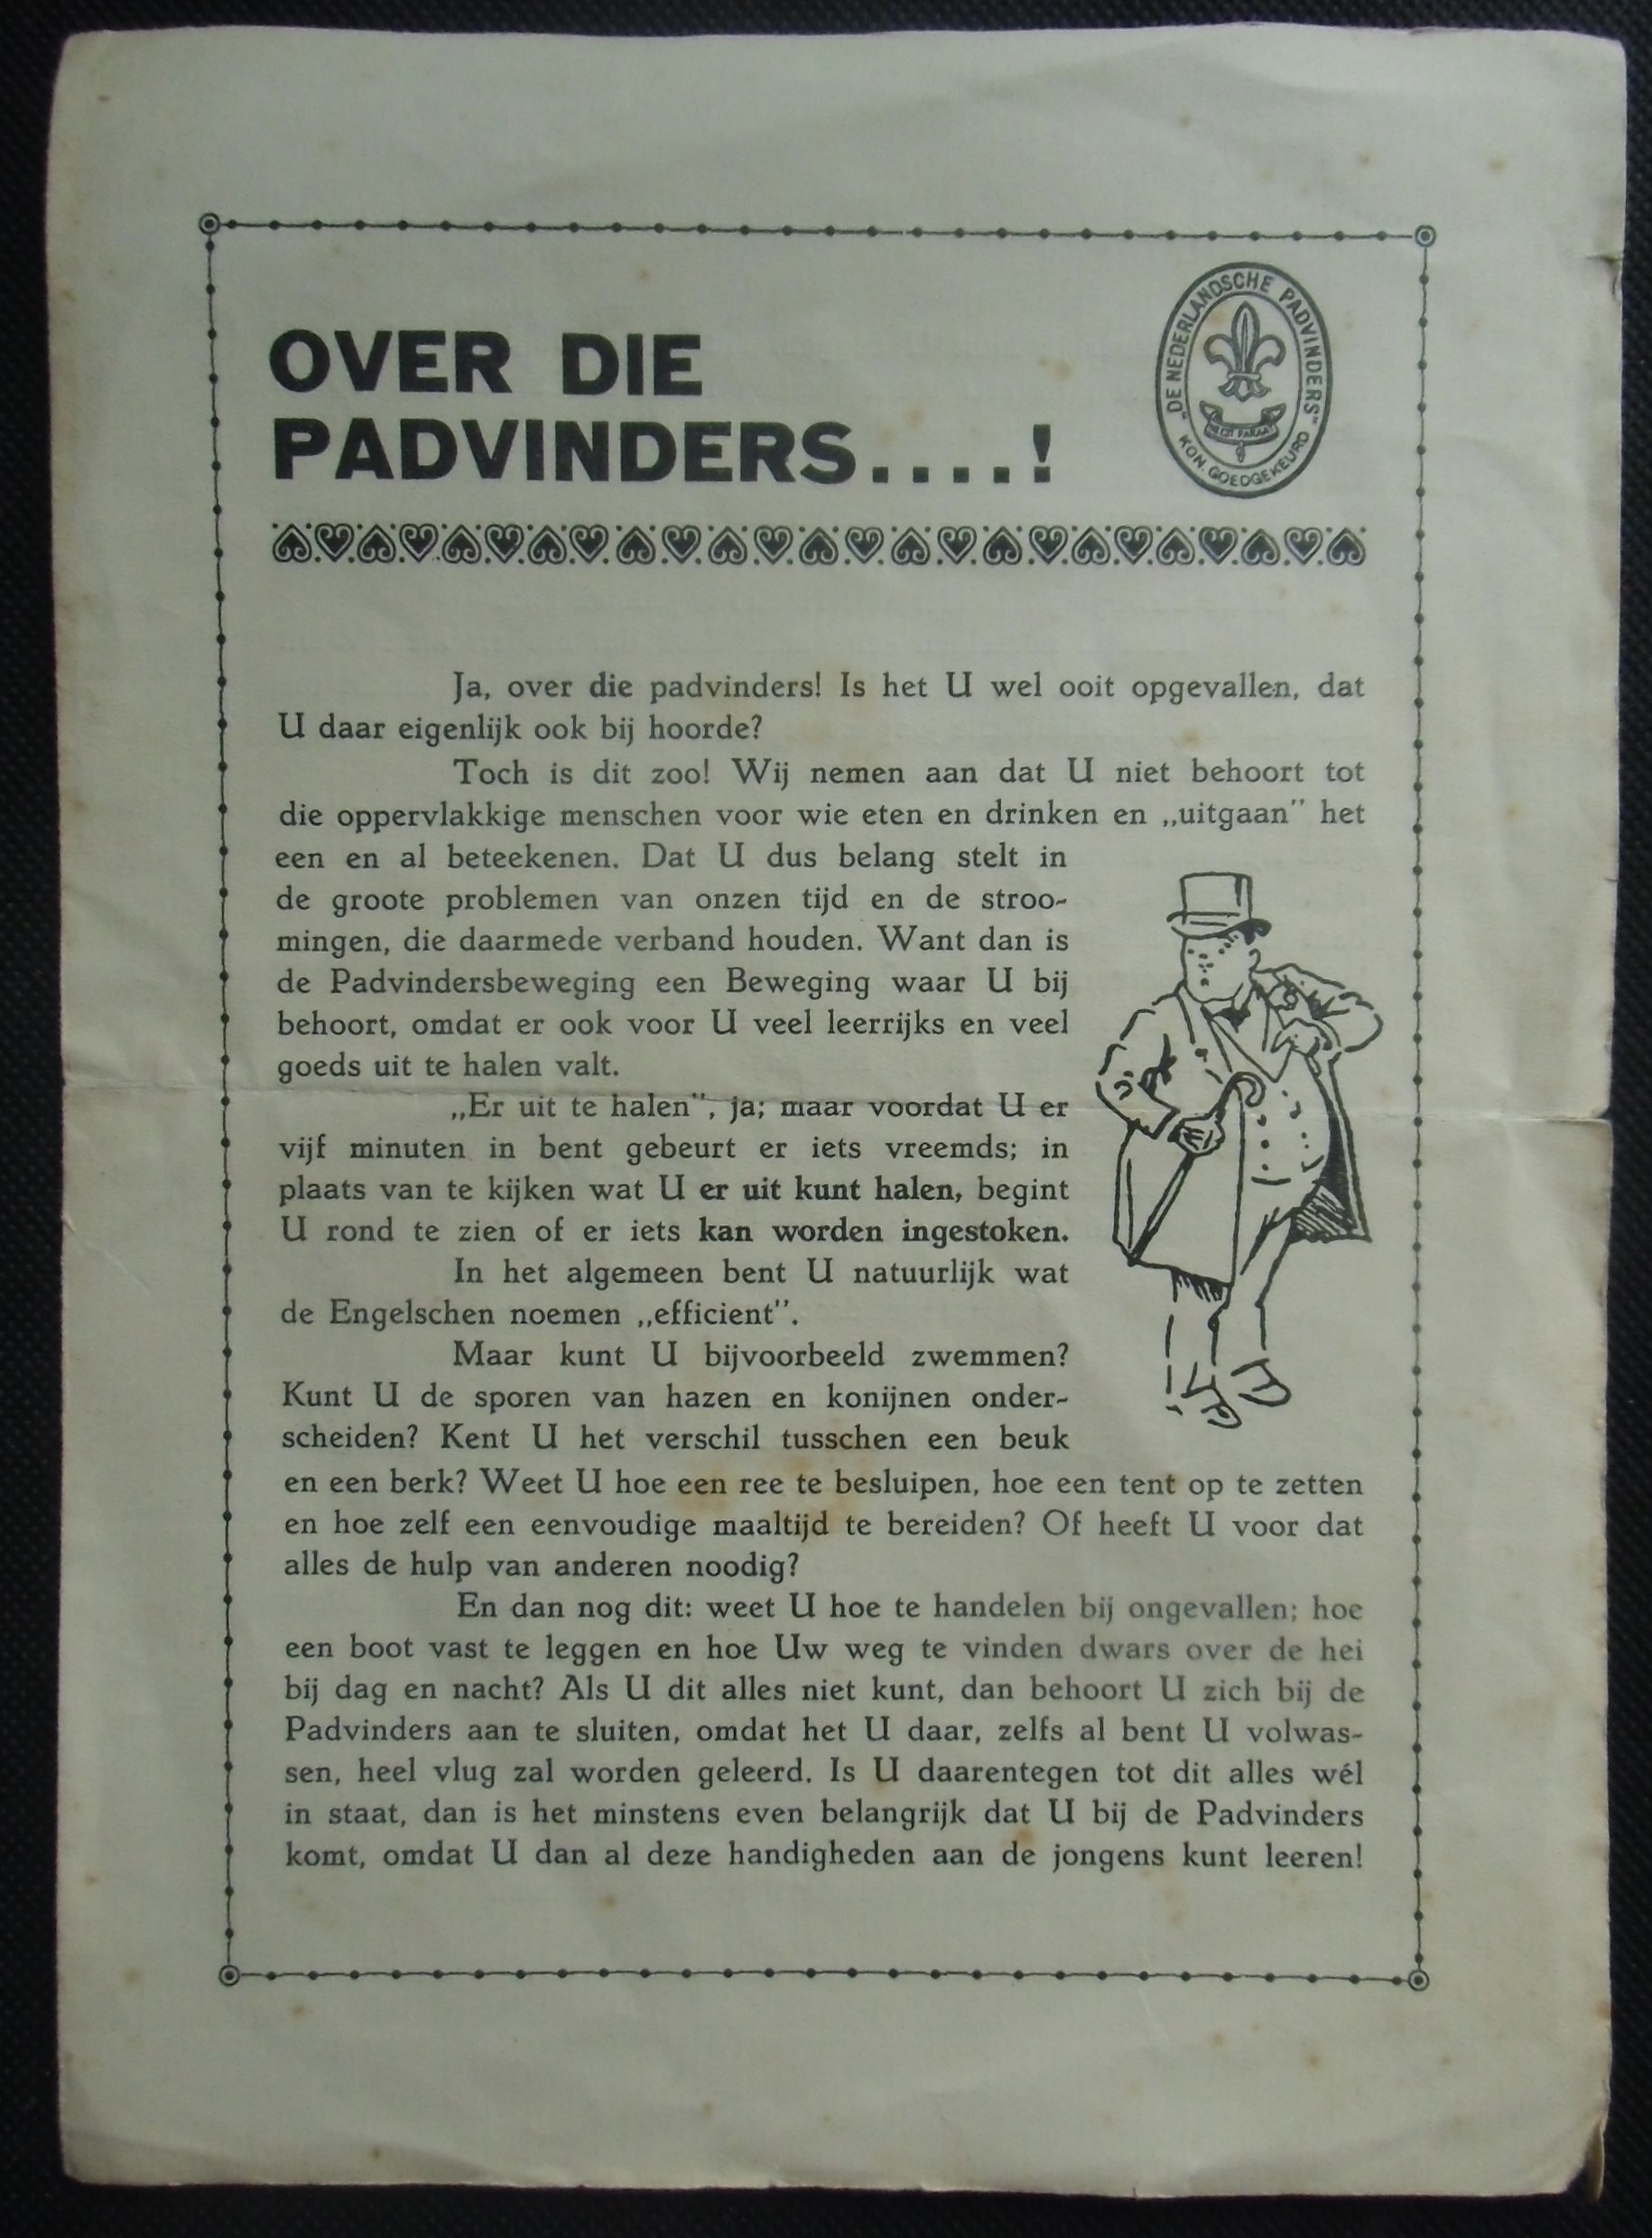 OVER DIE
PADVINDERS....!
"DE NEDERLANDSCHE PADVINDERS"
KON. GOEDGEKEURD
Ja, over die padvinders! Is het U wel ooit opgevallen, dat
U daar eigenlijk ook bij hoorde?
Toch is dit zoo! Wij nemen aan dat U niet behoort tot
die oppervlakkige menschen voor wie eten en drinken en „uitgaan" het
een en al beteekenen. Dat U dus belang stelt in
de groote problemen van onzen tijd en de stroo-
mingen, die daarmede verband houden. Want dan is
de Padvindersbeweging een Beweging waar U bij
behoort, omdat er ook voor U veel leerrijks en veel
goeds uit te halen valt.
„Er uit te halen", ja; maar voordat U er
vijf minuten in bent gebeurt er iets vreemds; in
plaats van te kijken wat U er uit kunt halen, begint
U rond te zien of er iets kan worden ingestoken.
In het algemeen bent U natuurlijk wat
de Engelschen noemen „efficient".
Maar kunt U bijvoorbeeld zwemmen?
Kunt U de sporen van hazen en konijnen onder-
scheiden? Kent U het verschil tusschen een beuk
en een berk? Weet U hoe een ree te besluipen, hoe een tent op te zetten
en hoe zelf een eenvoudige maaltijd te bereiden? Of heeft U voor dat
alles de hulp van anderen noodig?
En dan nog dit: weet U hoe te handelen bij ongevallen; hoe
een boot vast te leggen en hoe Uw weg te vinden dwars over de hei
bij dag en nacht? Als U dit alles niet kunt, dan behoort U zich bij de
Padvinders aan te sluiten, omdat het U daar, zelfs al bent U volwas-
sen, heel vlug zal worden geleerd. Is U daarentegen tot dit alles wél
in staat, dan is het minstens even belangrijk dat U bij de Padvinders
komt, omdat U dan al deze handigheden aan de jongens kunt leeren!